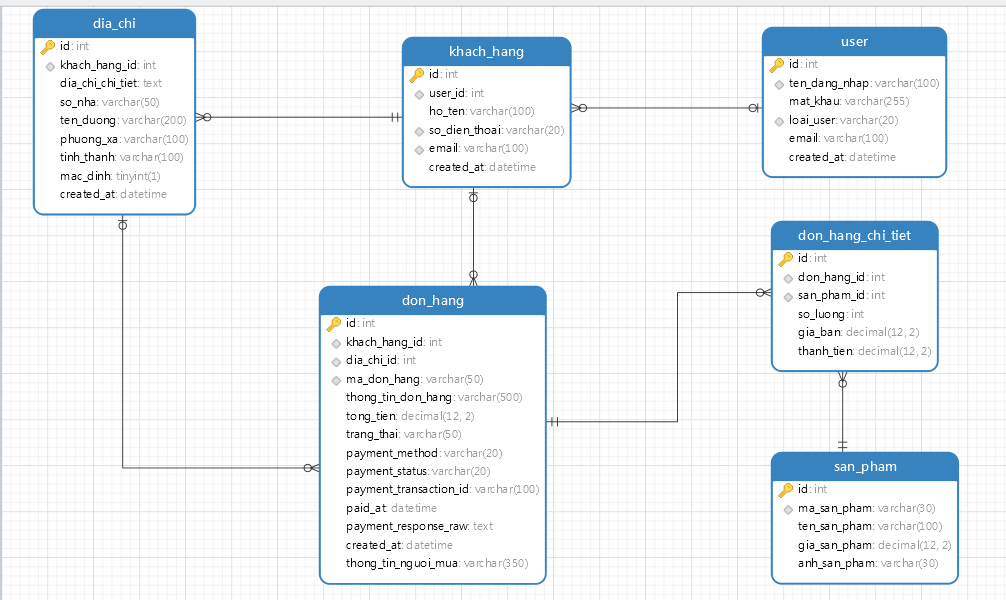 dia_chi
id: int
khach_hang_id: int
dia_chi_chi_tiet: text
so_nha: varchar(50)
ten_duong: varchar(200)
phuong_xa: varchar(100)
tinh_thanh: varchar(100)
mac_dinh: tinyint(1)
created_at: datetime
khach_hang
id: int
user_id: int
ho_ten: varchar(100)
so_dien_thoai: varchar(20)
email: varchar(100)
created_at: datetime
user
id: int
ten_dang_nhap: varchar(100)
mat_khau: varchar(255)
loai_user: varchar(20)
email: varchar(100)
created_at: datetime
don_hang
id: int
khach_hang_id: int
dia_chi_id: int
ma_don_hang: varchar(50)
thong_tin_don_hang: varchar(500)
tong_tien: decimal(12, 2)
trang_thai: varchar(50)
payment_method: varchar(20)
payment_status: varchar(20)
payment_transaction_id: varchar(100)
paid_at: datetime
payment_response_raw: text
created_at: datetime
thong_tin_nguoi_mua: varchar(350)
don_hang_chi_tiet
id: int
don_hang_id: int
san_pham_id: int
so_luong: int
gia_ban: decimal(12, 2)
thanh_tien: decimal(12, 2)
san_pham
id: int
ma_san_pham: varchar(30)
ten_san_pham: varchar(100)
gia_san_pham: decimal(12, 2)
anh_san_pham: varchar(30)